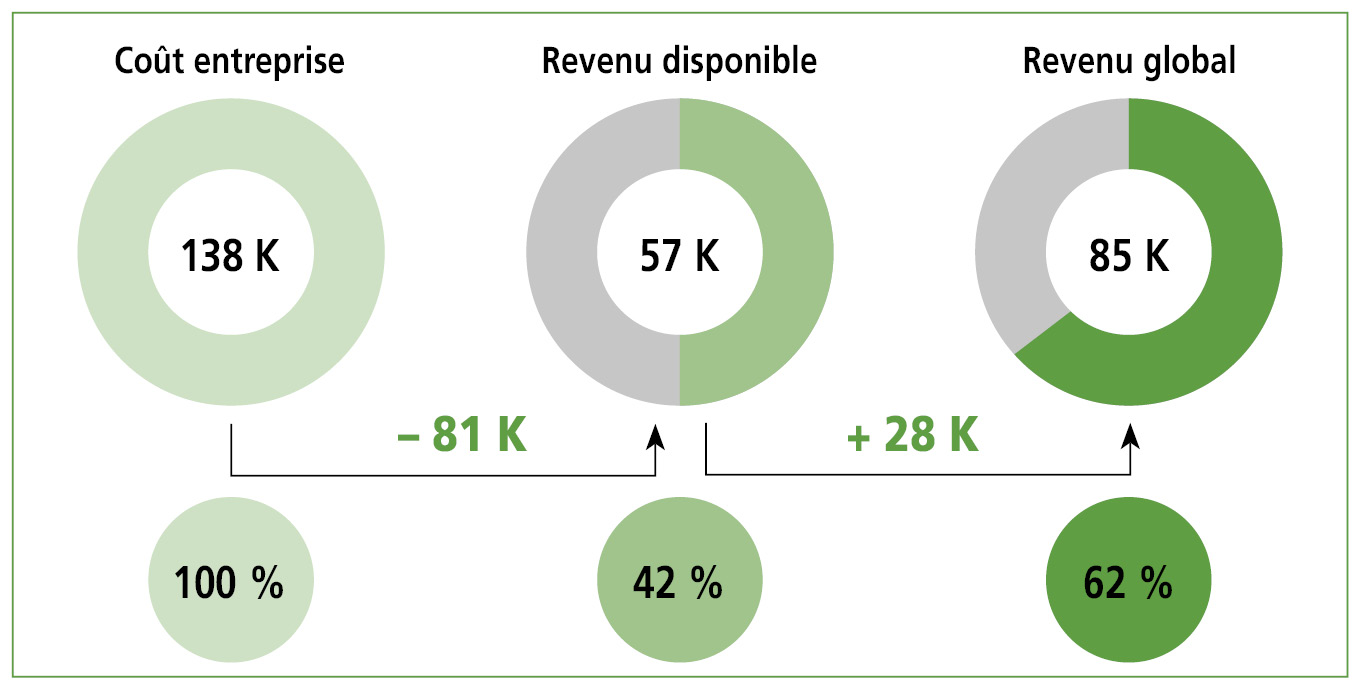 Coût entreprise
Revenu disponible
Revenu global
138 K
57 K
85 K
– 81 K
+ 28 K
100 %
42 %
62 %